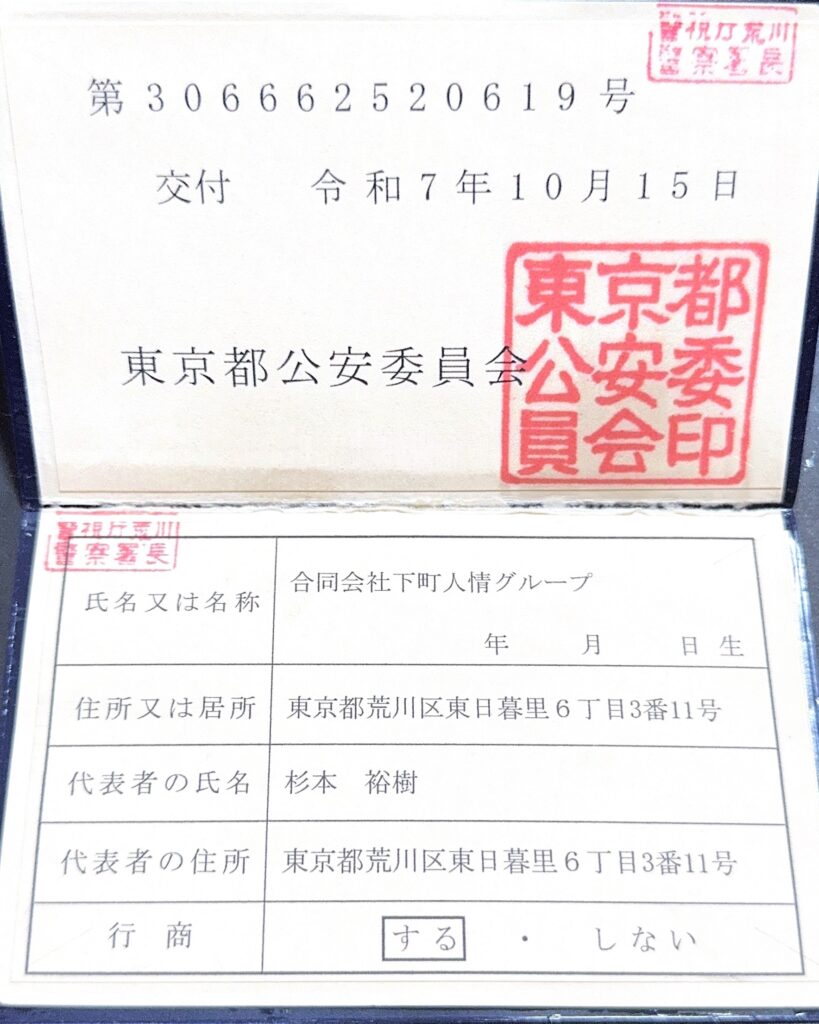 警視庁荒川
警察署長
第306662520619号
交付 令和7年10月15日
東京都公安委員会
東京都
公安委
員会印
警視庁荒川
警察署長
氏名又は名称
合同会社下町人情グループ
年 月 日生
住所又は居所
東京都荒川区東日暮里6丁目3番11号
代表者の氏名
杉本 裕樹
代表者の住所
東京都荒川区東日暮里6丁目3番11号
行商
する ・ しない